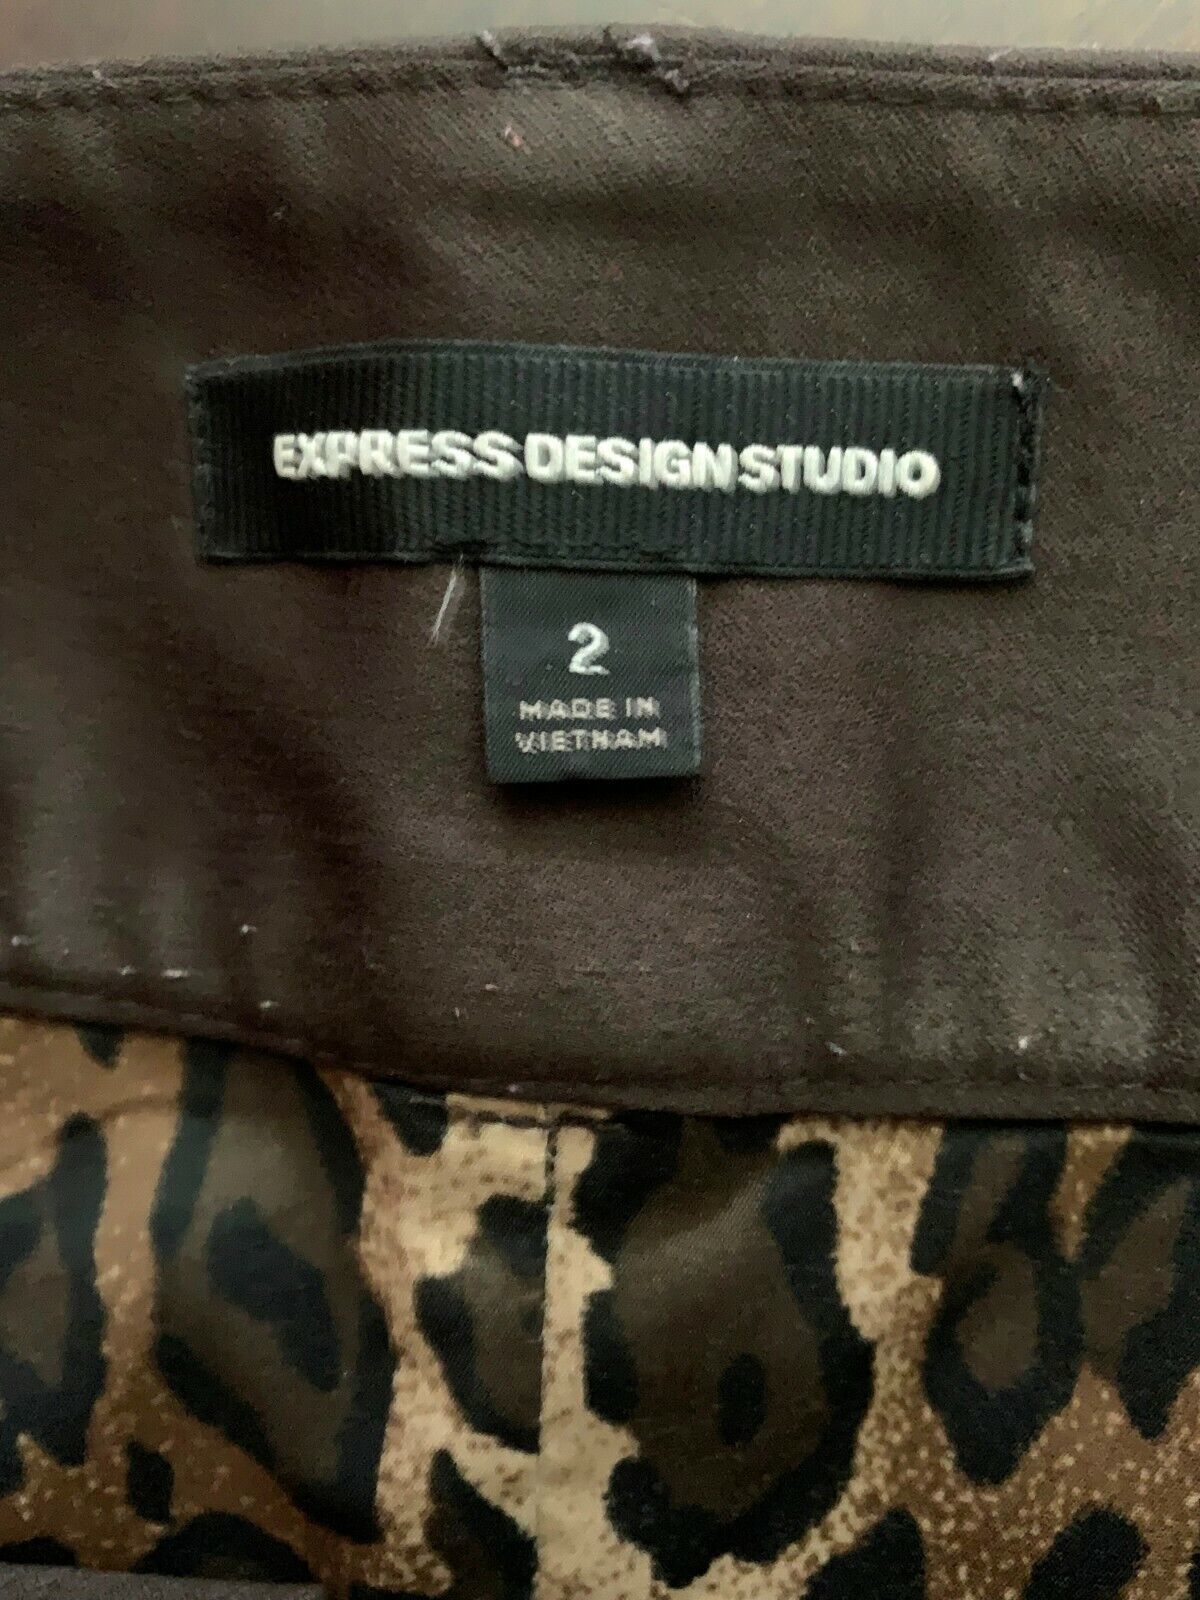 EXPRESS DESIGN STUDIO
2
MADE IN
VIETNAM